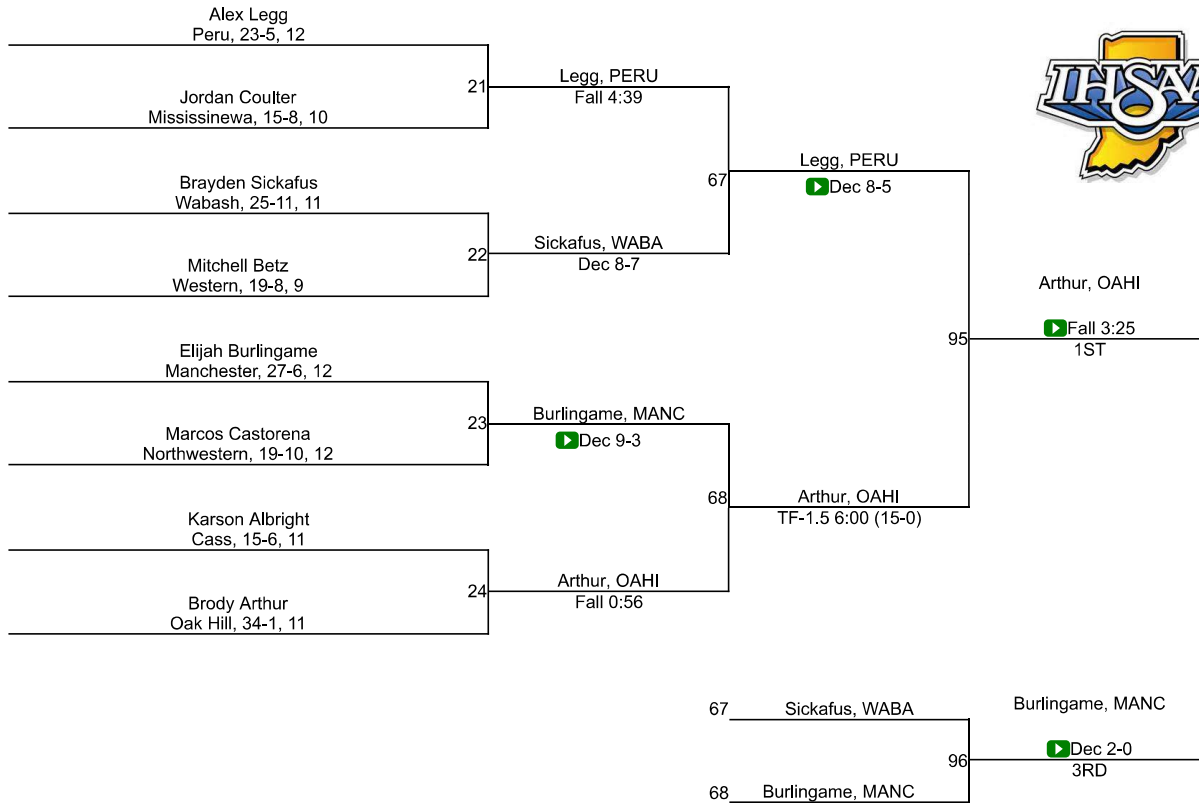 Alex Legg
Peru, 23-5, 12
Jordan Coulter
Mississinewa, 15-8, 10
Brayden Sickafus
Wabash, 25-11, 11
Mitchell Betz
Western, 19-8, 9
Elijah Burlingame
Manchester, 27-6, 12
Marcos Castorena
Northwestern, 19-10, 12
Karson Albright
Cass, 15-6, 11
Brody Arthur
Oak Hill, 34-1, 11
21
Legg, PERU
Fall 4:39
22
Sickafus, WABA
Dec 8-7
23
Burlingame, MANC
Dec 9-3
24
Arthur, OAHI
Fall 0:56
67
Legg, PERU
Dec 8-5
68
Arthur, OAHI
TF-1.5 6:00 (15-0)
IHSAA
95
Arthur, OAHI
Fall 3:25
1ST
67
Sickafus, WABA
68
Burlingame, MANC
96
Burlingame, MANC
Dec 2-0
3RD